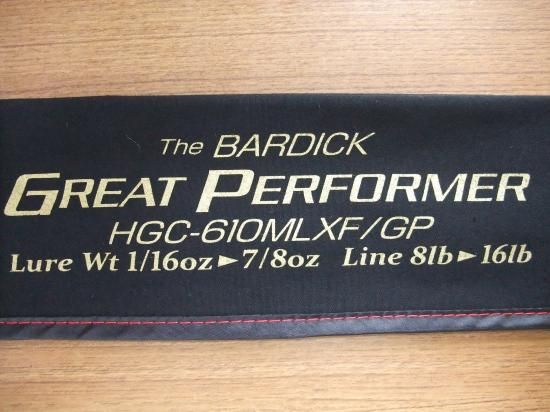 The BARDICK
GREAT PERFORMER
HGC-610MLXF/GP
Lure Wt 1/16oz►7/8oz Line 8lb►16lb